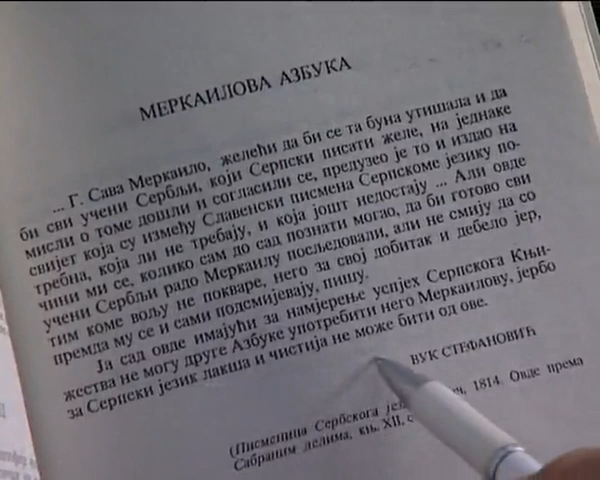 МЕРКАИЛОВА АЗБУКА
... Г. Сава Меркаило, желећи да би се та буна утишала и да
би сви учени Сербљи, који Серпски писати желе, на једнаке
мисли о томе дошли и согласили се, предузео је то и издао на
свијет која су између Славенски писмена Серпскоме језику по-
требна, која ли не требају, и која јошт недостају ... Али овде
чини ми се, колико сам до сад познати могао, да би готово сви
учени Сербљи радо Меркаилу посљедовали, али не смију да со
тим коме вољу не покваре, него за свој добитак и дебело јер,
премда му се и сами подсмијевају, пишу.
Ја сад овде имајући за намјерење успјех Серпскога Књи-
жества не могу друге Азбуке употребити него Меркаилову, јербо
за Серпски језик лакша и чистија не може бити од ове.
ВУК СТЕФАНОВИЋ
(Писменица Сербскога 1814. Овде према
Сабраним делима, књ. XII,